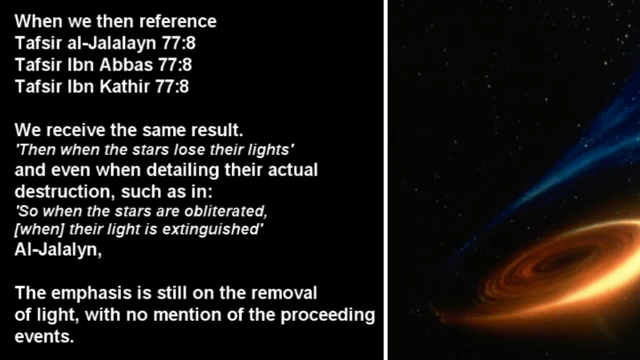 When we then reference
Tafsir al-Jalalayn 77:8
Tafsir Ibn Abbas 77:8
Tafsir Ibn Kathir 77:8
We receive the same result.
'Then when the stars lose their lights'
and even when detailing their actual
destruction, such as in:
'So when the stars are obliterated,
[when] their light is extinguished'
Al-Jalalyn,
The emphasis is still on the removal
of light, with no mention of the proceeding
events.